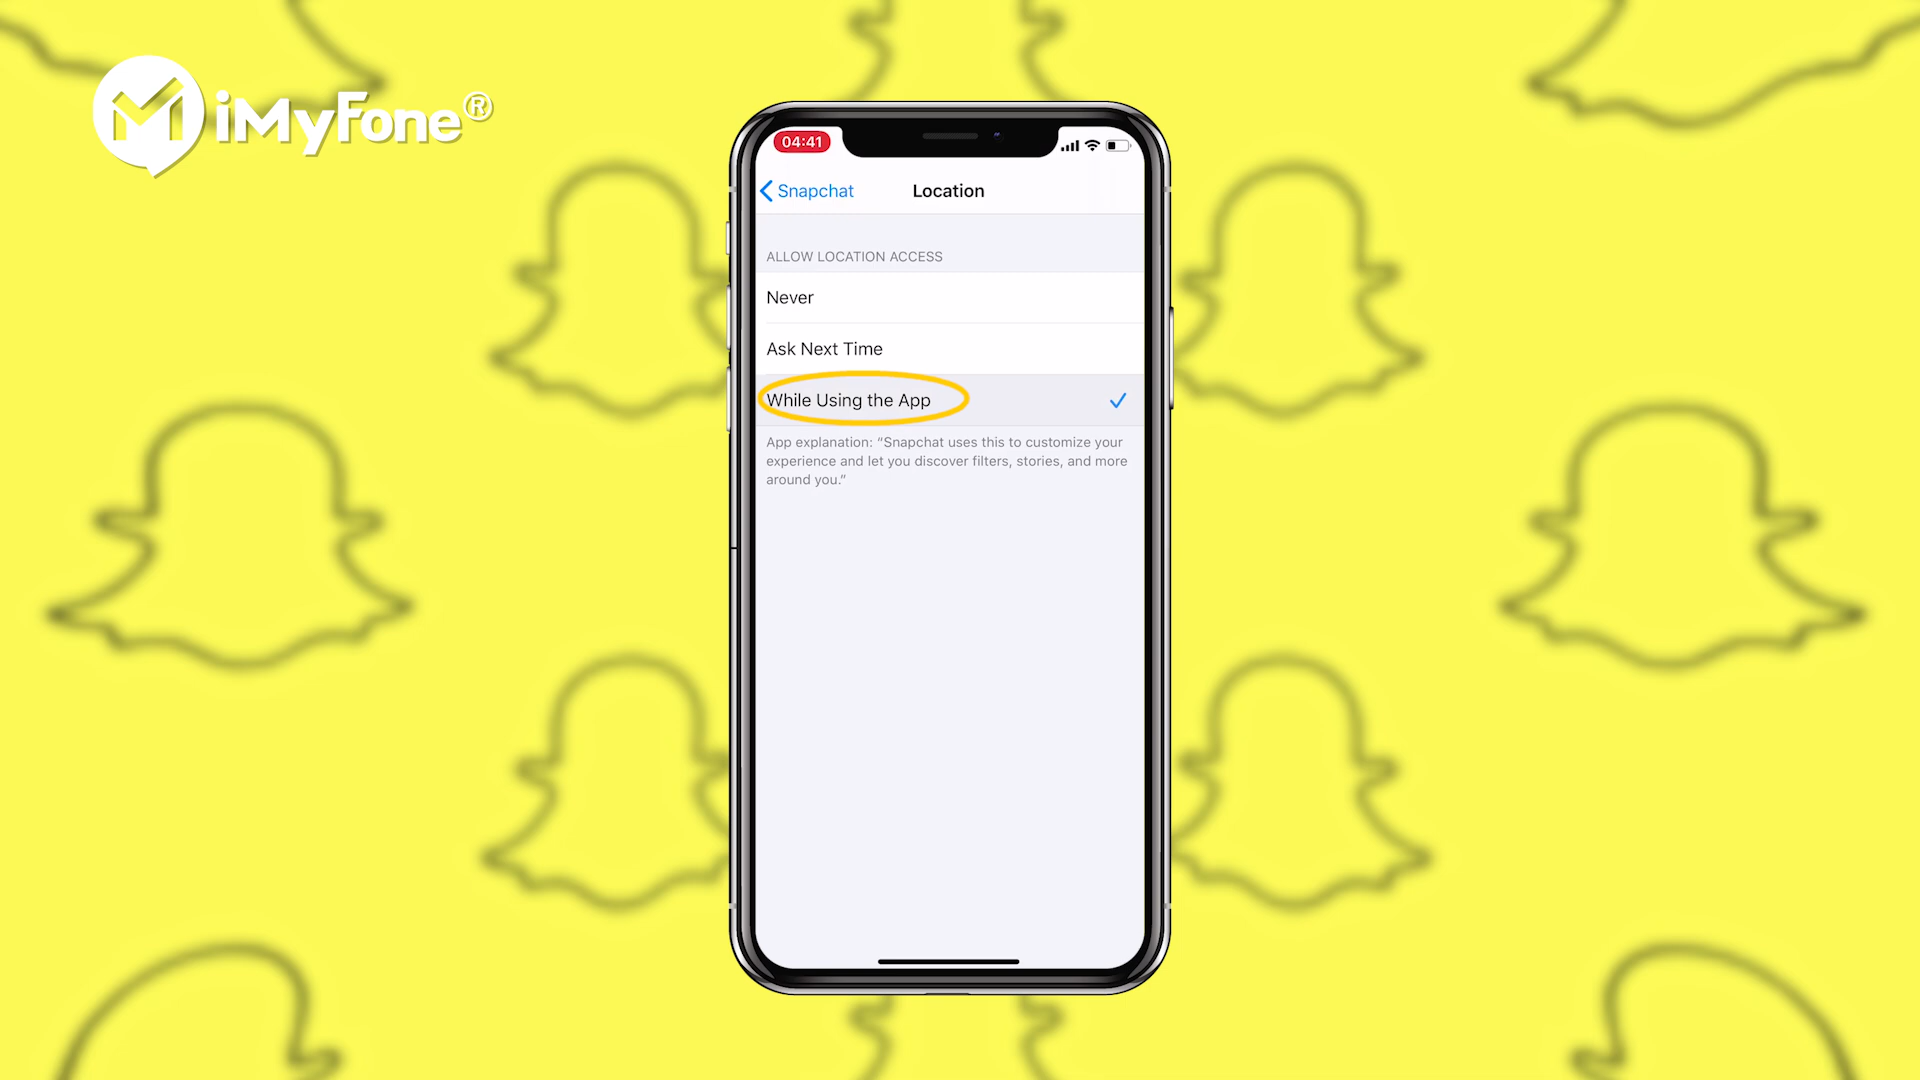 iMyFone®
04:41
Snapchat
Location
ALLOW LOCATION ACCESS
Never
Ask Next Time
While Using the App
App explanation: “Snapchat uses this to customize your
experience and let you discover filters, stories, and more
around you.”